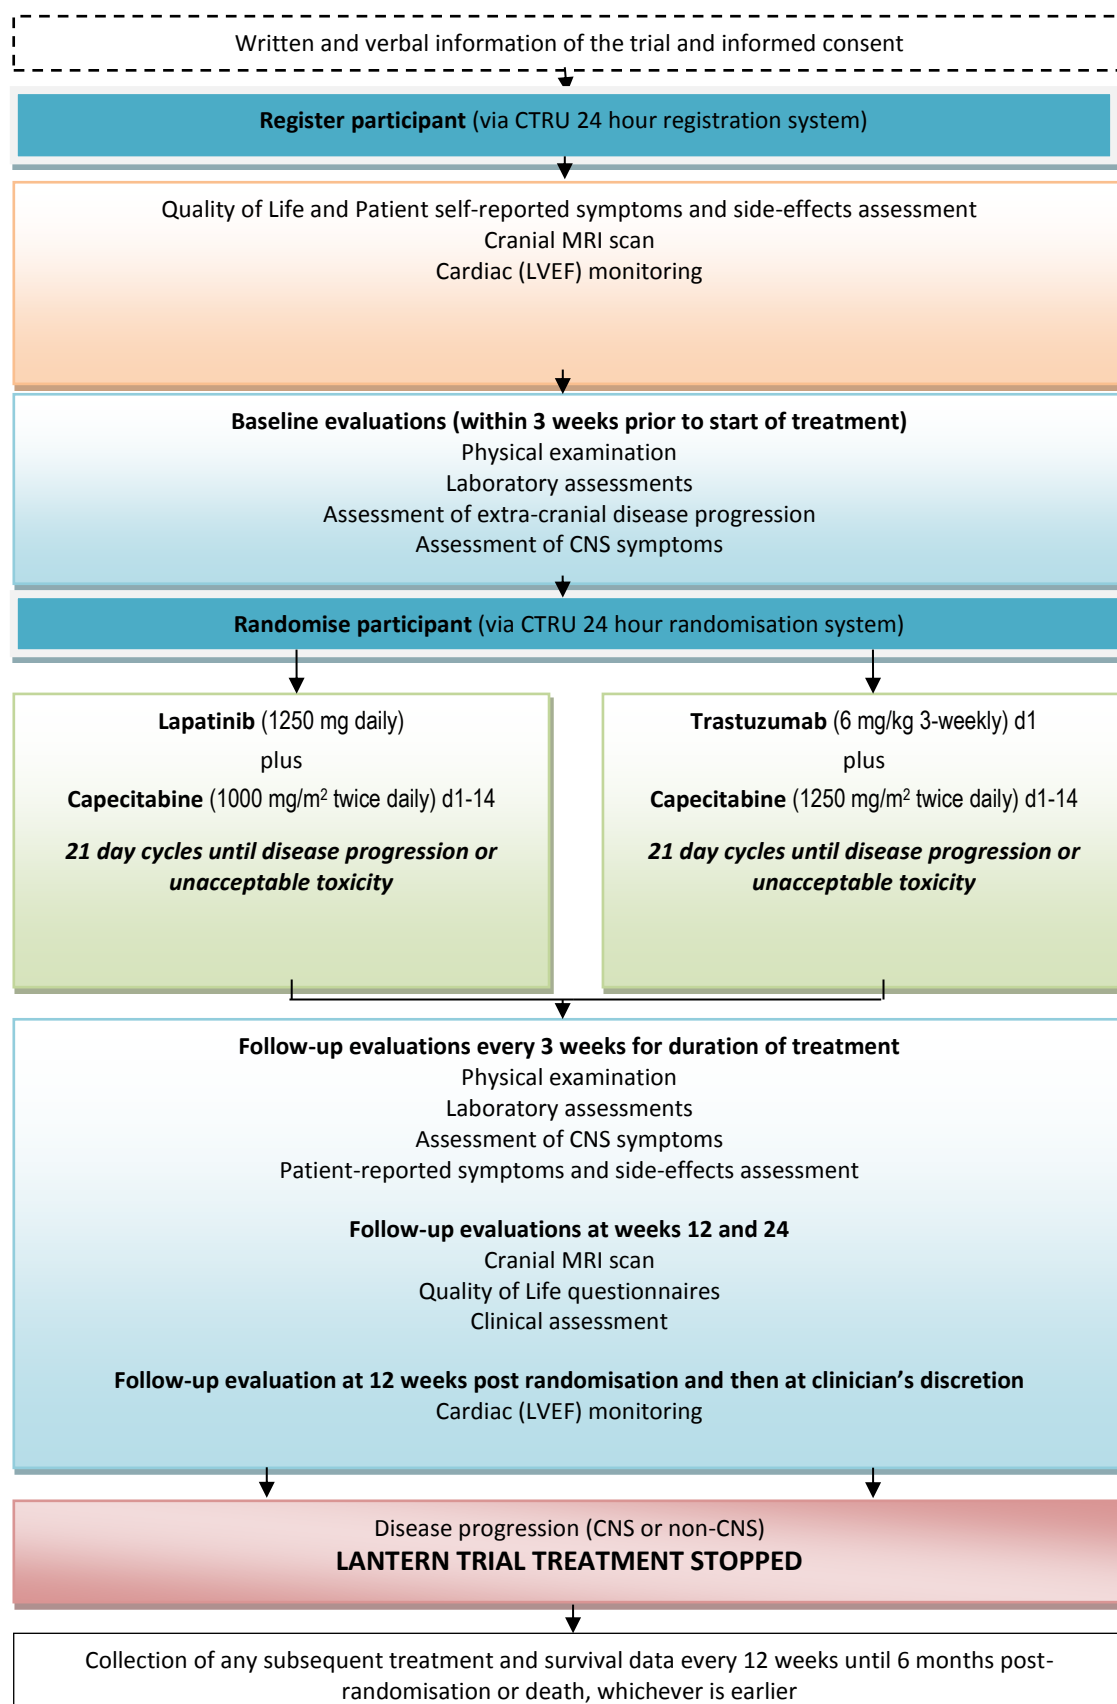 Written and verbal information of the trial and informed consent
Register participant (via CTRU 24 hour registration system)
Quality of Life and Patient self-reported symptoms and side-effects assessment
Cranial MRI scan
Cardiac (LVEF) monitoring
Baseline evaluations (within 3 weeks prior to start of treatment)
Physical examination
Laboratory assessments
Assessment of extra-cranial disease progression
Assessment of CNS symptoms
Randomise participant (via CTRU 24 hour randomisation system)
Lapatinib (1250 mg daily)
plus
Capecitabine (1000 mg/m² twice daily) d1-14
21 day cycles until disease progression or
unacceptable toxicity
Trastuzumab (6 mg/kg 3-weekly) d1
plus
Capecitabine (1250 mg/m² twice daily) d1-14
21 day cycles until disease progression or
unacceptable toxicity
Follow-up evaluations every 3 weeks for duration of treatment
Physical examination
Laboratory assessments
Assessment of CNS symptoms
Patient-reported symptoms and side-effects assessment
Follow-up evaluations at weeks 12 and 24
Cranial MRI scan
Quality of Life questionnaires
Clinical assessment
Follow-up evaluation at 12 weeks post randomisation and then at clinician’s discretion
Cardiac (LVEF) monitoring
Disease progression (CNS or non-CNS)
LANTERN TRIAL TREATMENT STOPPED
Collection of any subsequent treatment and survival data every 12 weeks until 6 months post-
randomisation or death, whichever is earlier